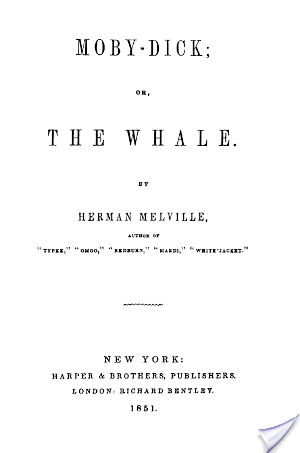 MOBY-DICK;
OR,
THE WHALE.
BY
HERMAN MELVILLE,
AUTHOR OF
"TYPEE," "OMOO," "REDBURN," "MARDI," "WHITE-JACKET."
NEW YORK:
HARPER & BROTHERS, PUBLISHERS.
LONDON: RICHARD BENTLEY.
1851.